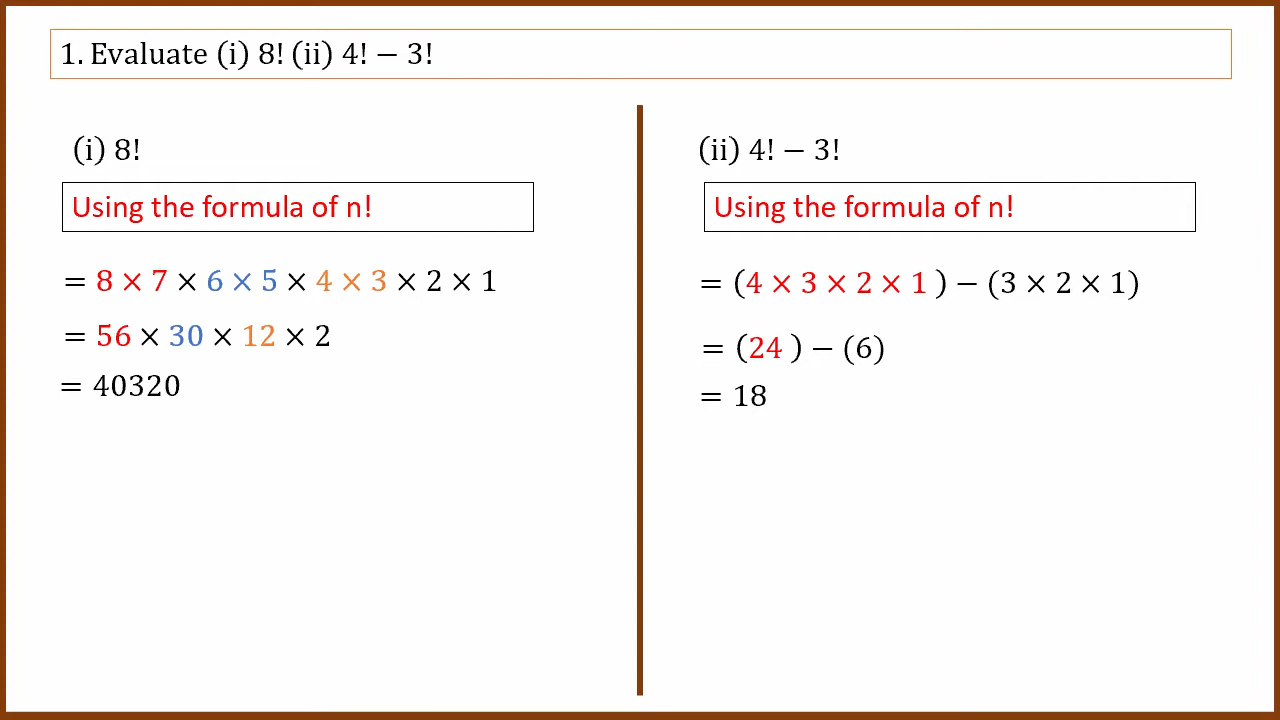 1. Evaluate (i) 8! (ii) 4! − 3!
(i) 8!
Using the formula of n!
= 8 × 7 × 6 × 5 × 4 × 3 × 2 × 1
= 56 × 30 × 12 × 2
= 40320
(ii) 4! − 3!
Using the formula of n!
= (4 × 3 × 2 × 1 ) − (3 × 2 × 1)
= (24 ) − (6)
= 18